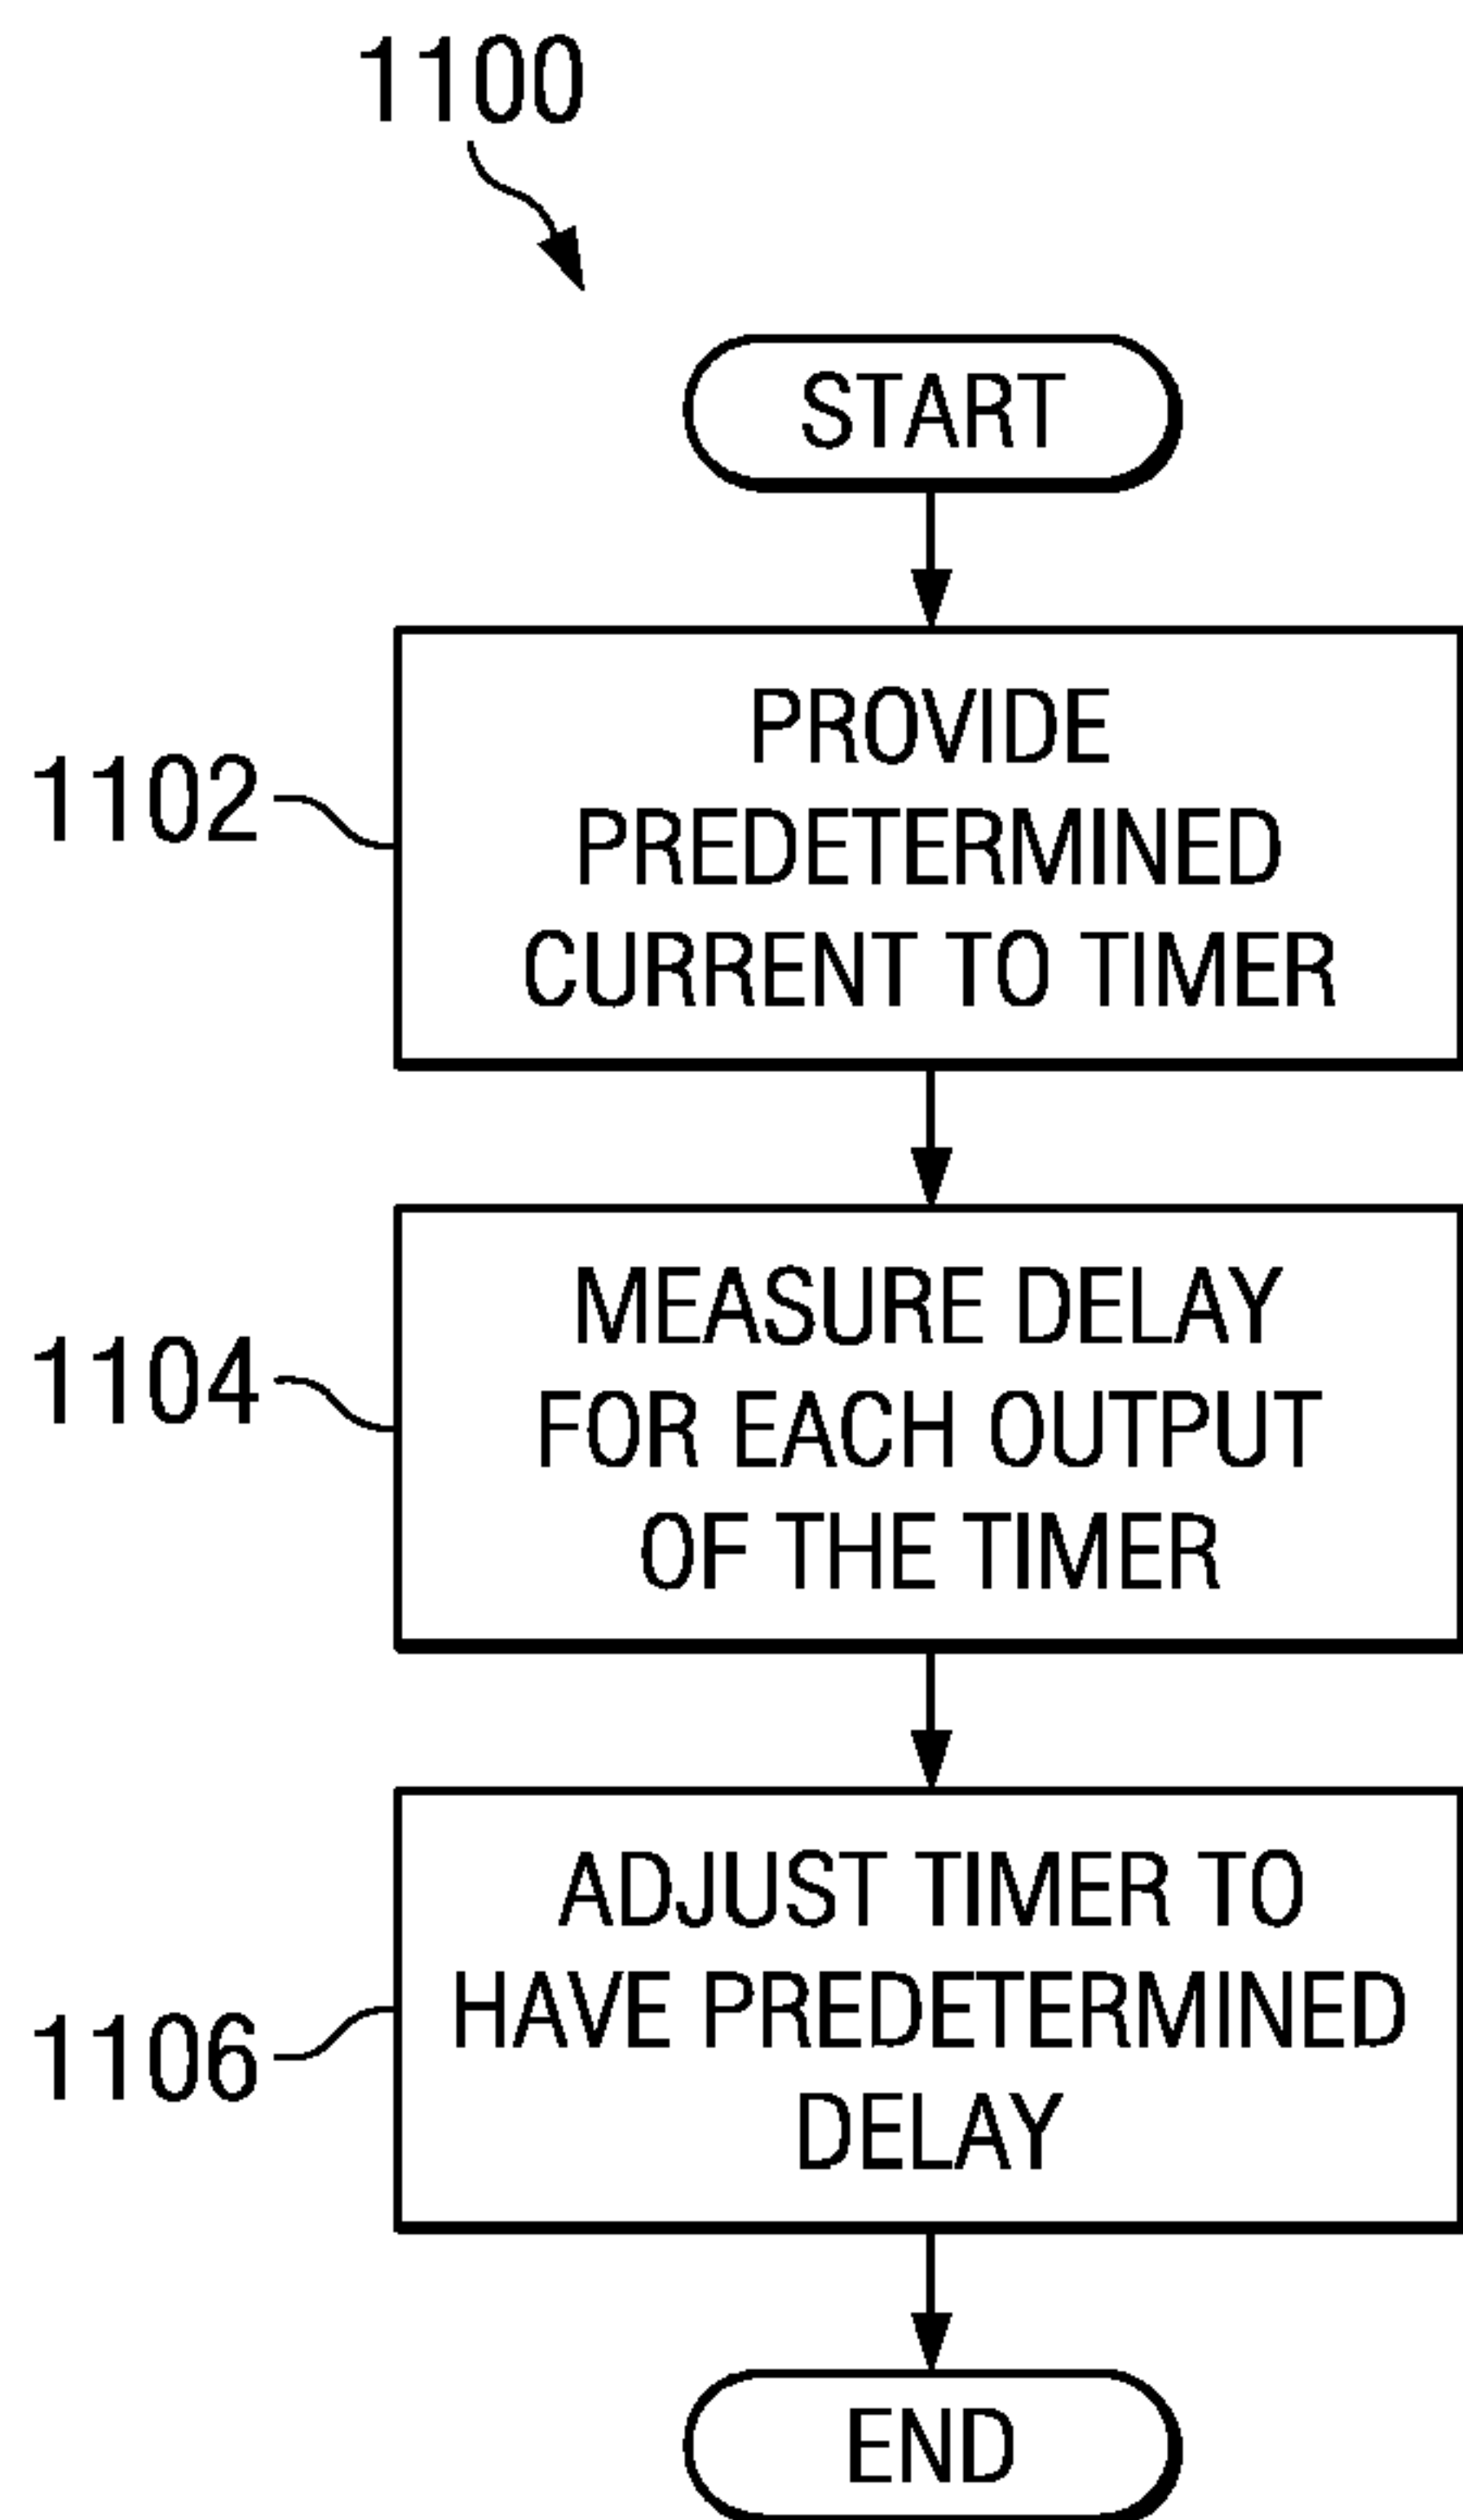 1100
START
1102
PROVIDE
PREDETERMINED
CURRENT TO TIMER
1104
MEASURE DELAY
FOR EACH OUTPUT
OF THE TIMER
1106
ADJUST TIMER TO
HAVE PREDETERMINED
DELAY
END